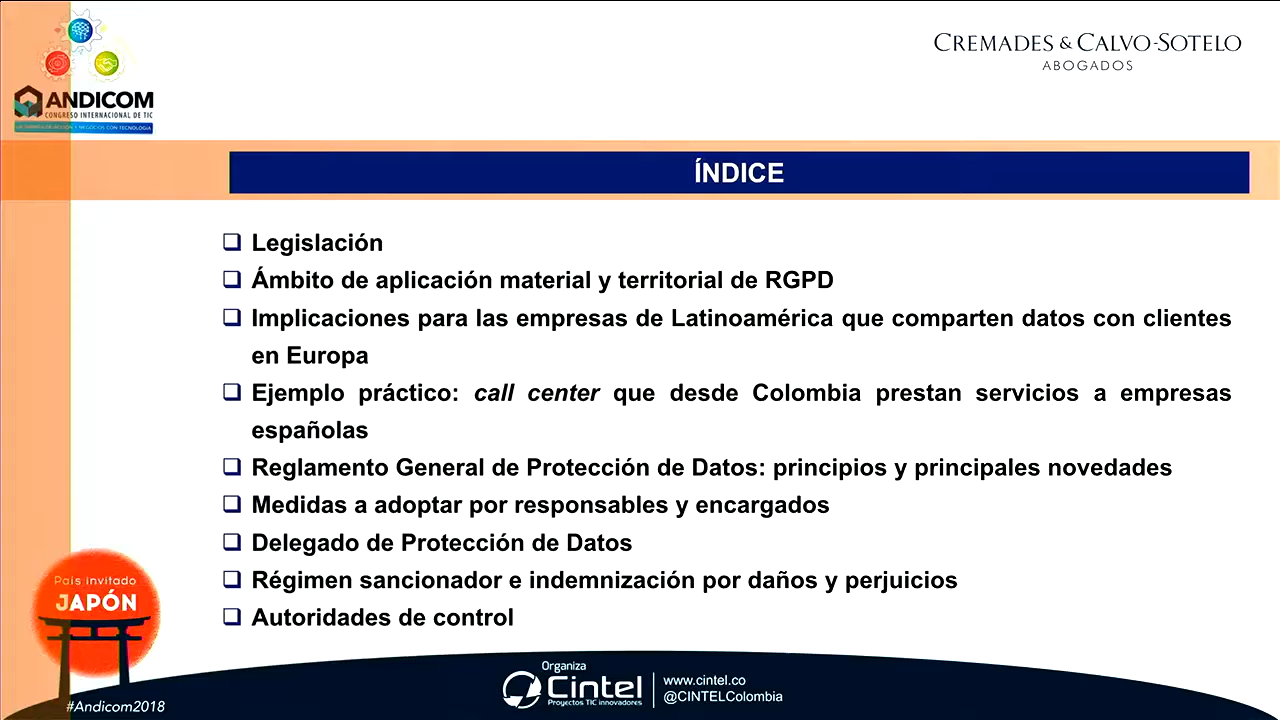 CREMADES & CALVO-SOTELO
ABOGADOS
ANDICOM
CONGRESO INTERNACIONAL DE TIC
ÍNDICE
Legislación
Ámbito de aplicación material y territorial de RGPD
Implicaciones para las empresas de Latinoamérica que comparten datos con clientes
en Europa
Ejemplo práctico: call center que desde Colombia prestan servicios a empresas
españolas
Reglamento General de Protección de Datos: principios y principales novedades
Medidas a adoptar por responsables y encargados
Delegado de Protección de Datos
Régimen sancionador e indemnización por daños y perjuicios
Autoridades de control
País invitado
JAPÓN
#Andicom2018
Organiza
Cintel
Proyectos TIC innovadores
www.cintel.co
@CINTELColombia